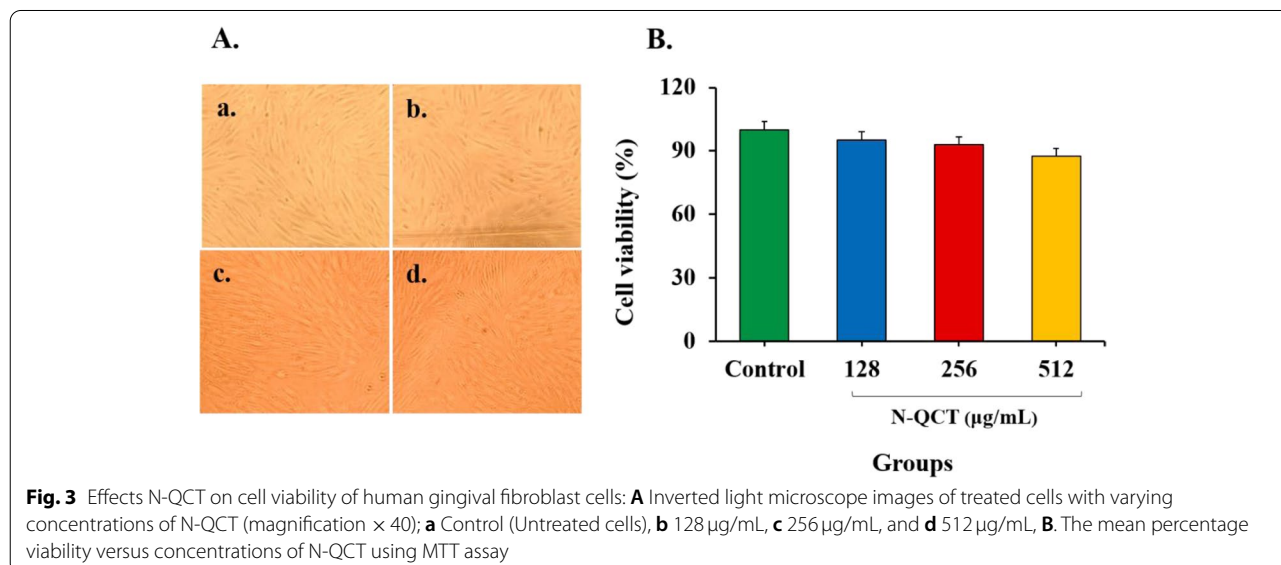 A.
B.
a.
b.
c.
d.
Cell viability (%)
120
90
60
30
0
Control 128 256 512
N-QCT (µg/mL)
Groups
Fig. 3 Effects N-QCT on cell viability of human gingival fibroblast cells: A Inverted light microscope images of treated cells with varying
concentrations of N-QCT (magnification × 40); a Control (Untreated cells), b 128 µg/mL, c 256 µg/mL, and d 512 µg/mL, B. The mean percentage
viability versus concentrations of N-QCT using MTT assay